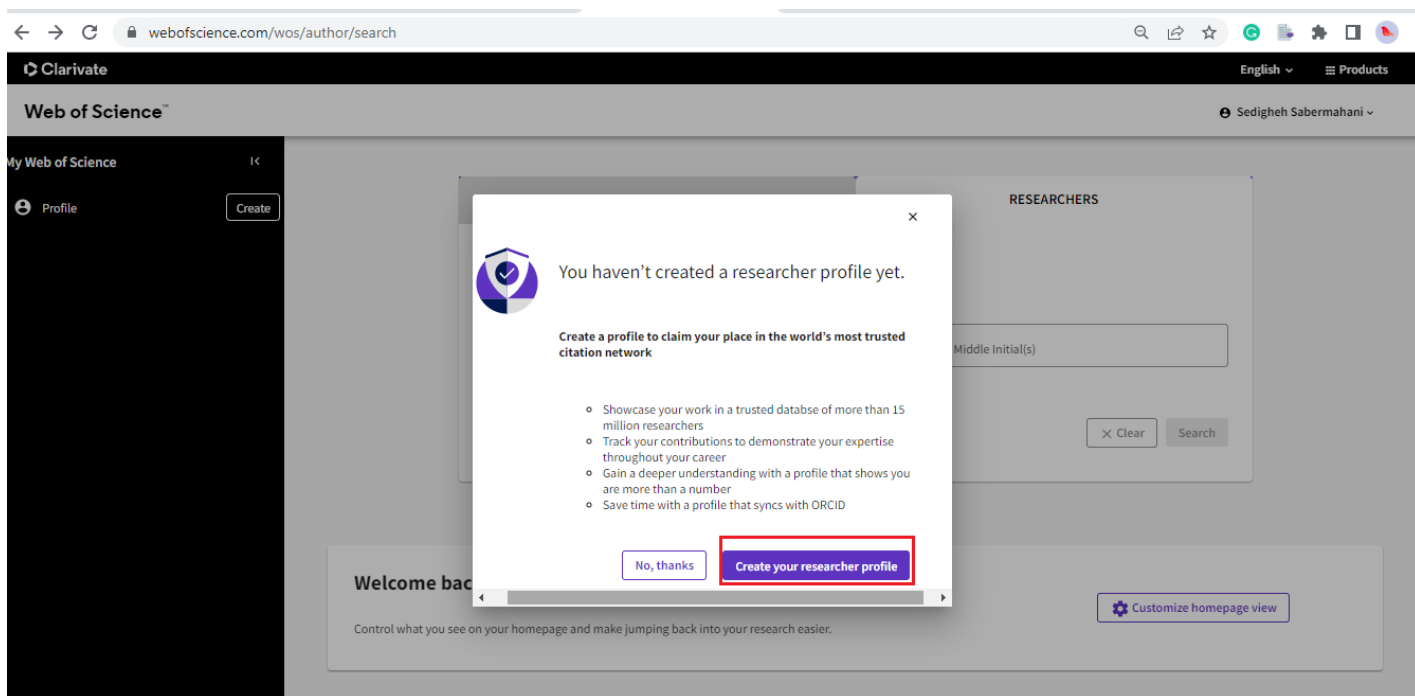 webofscience.com/wos/author/search
Clarivate
English
Products
Web of Science™
Sedigheh Sabermahani
My Web of Science
Profile
Create
RESEARCHERS
You haven't created a researcher profile yet.
Create a profile to claim your place in the world's most trusted
citation network
Middle Initial(s)
Showcase your work in a trusted databse of more than 15
million researchers
Track your contributions to demonstrate your expertise
throughout your career
Gain a deeper understanding with a profile that shows you
are more than a number
Save time with a profile that syncs with ORCID
Clear
Search
No, thanks
Create your researcher profile
Welcome bac
Customize homepage view
Control what you see on your homepage and make jumping back into your research easier.